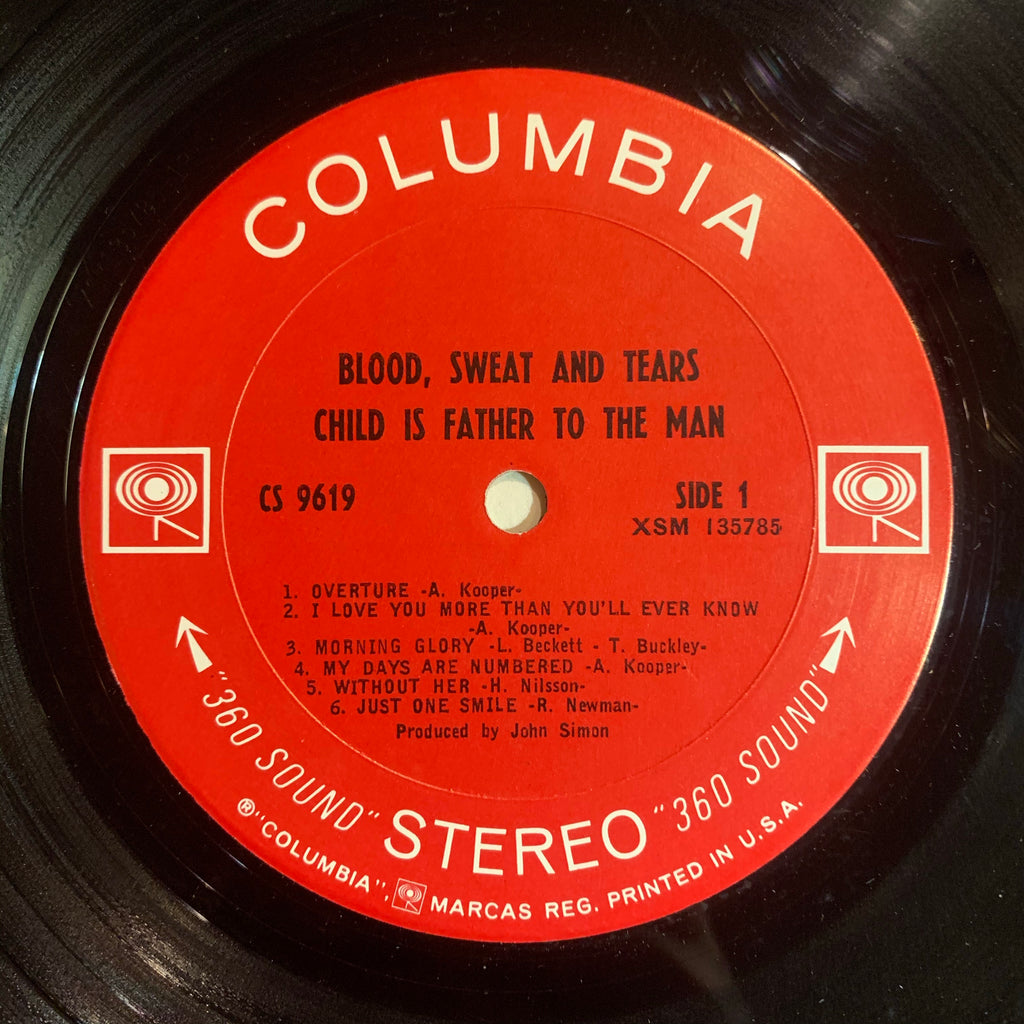 COLUMBIA
BLOOD, SWEAT AND TEARS
CHILD IS FATHER TO THE MAN
CS 9619
SIDE 1
XSM 135785
1. OVERTURE -A. Kooper-
2. I LOVE YOU MORE THAN YOU'LL EVER KNOW
-A. Kooper-
3. MORNING GLORY -L. Beckett - T. Buckley-
4. MY DAYS ARE NUMBERED -A. Kooper-
5. WITHOUT HER -H. Nilsson-
6. JUST ONE SMILE -R. Newman-
Produced by John Simon
"360 SOUND" STEREO "360 SOUND"
® "COLUMBIA", MARCAS REG. PRINTED IN U.S.A.